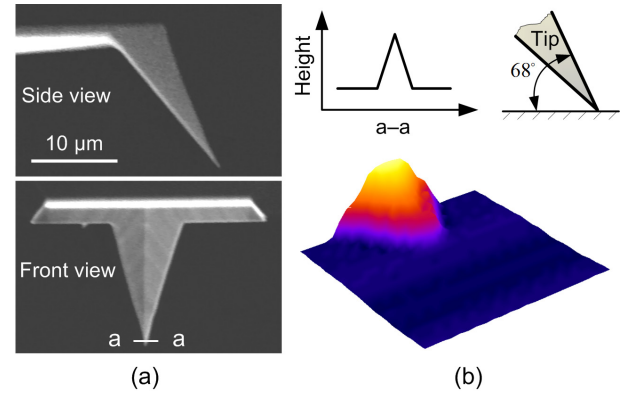 Side view
10 μm
Front view
a a
(a)
Height
a–a
Tip
68°
(b)